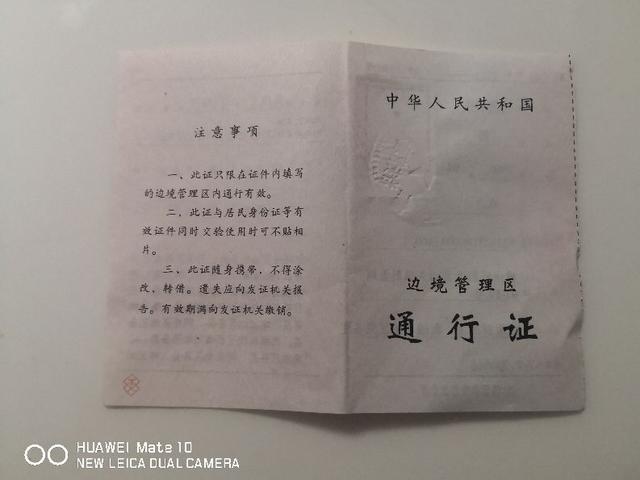 注意事项
一、此证只限在证件内填写
的边境管理区内通行有效。
二、此证与居民身份证等有
效证件同时交验使用时可不贴相
片。
三、此证随身携带，不得涂
改，转借。遗失应向发证机关报
告。有效期满向发证机关缴销。
中华人民共和国
边境管理区
通行证
HUAWEI Mate 10
NEW LEICA DUAL CAMERA